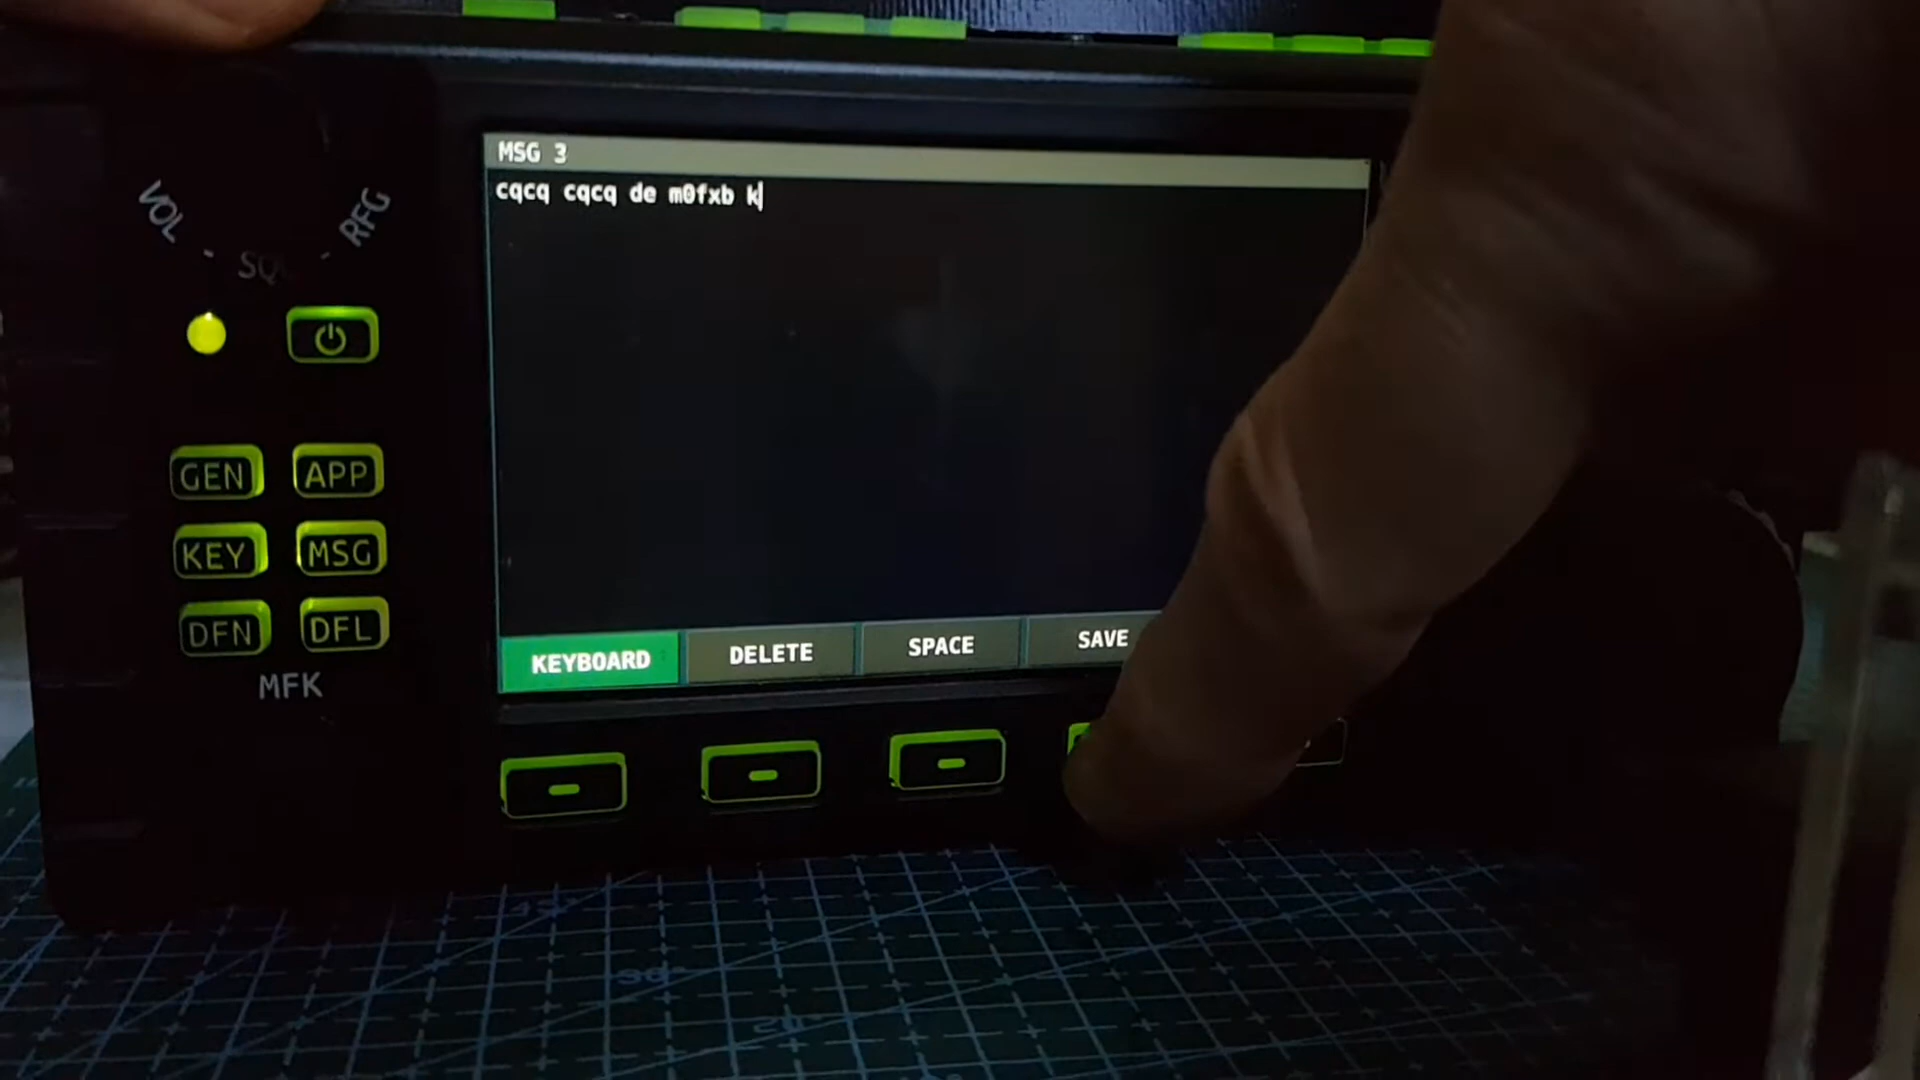 MSG 3
cqcq cqcq de m0fxb k
VOL
SQL
RFG
GEN
APP
KEY
MSG
DFN
DFL
MFK
KEYBOARD
DELETE
SPACE
SAVE